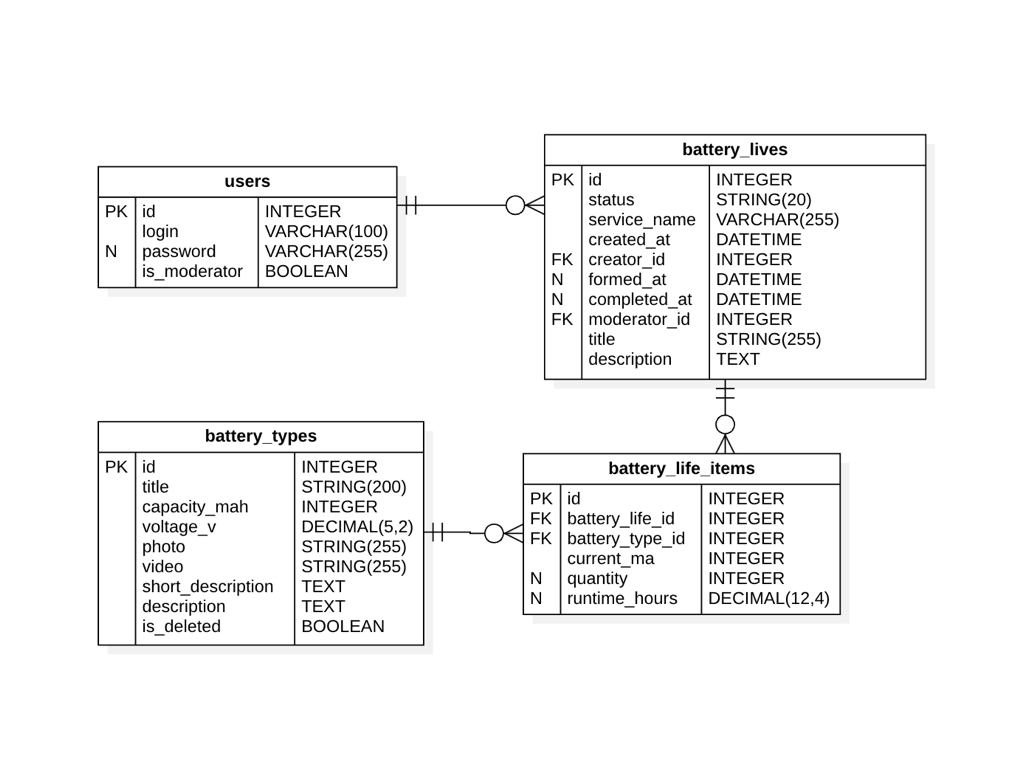 users
PK id INTEGER
login VARCHAR(100)
N password VARCHAR(255)
is_moderator BOOLEAN
battery_lives
PK id INTEGER
status STRING(20)
service_name VARCHAR(255)
created_at DATETIME
FK creator_id INTEGER
N formed_at DATETIME
N completed_at DATETIME
FK moderator_id INTEGER
title STRING(255)
description TEXT
battery_types
PK id INTEGER
title STRING(200)
capacity_mah INTEGER
voltage_v DECIMAL(5,2)
photo STRING(255)
video STRING(255)
short_description TEXT
description TEXT
is_deleted BOOLEAN
battery_life_items
PK id INTEGER
FK battery_life_id INTEGER
FK battery_type_id INTEGER
current_ma INTEGER
N quantity INTEGER
N runtime_hours DECIMAL(12,4)